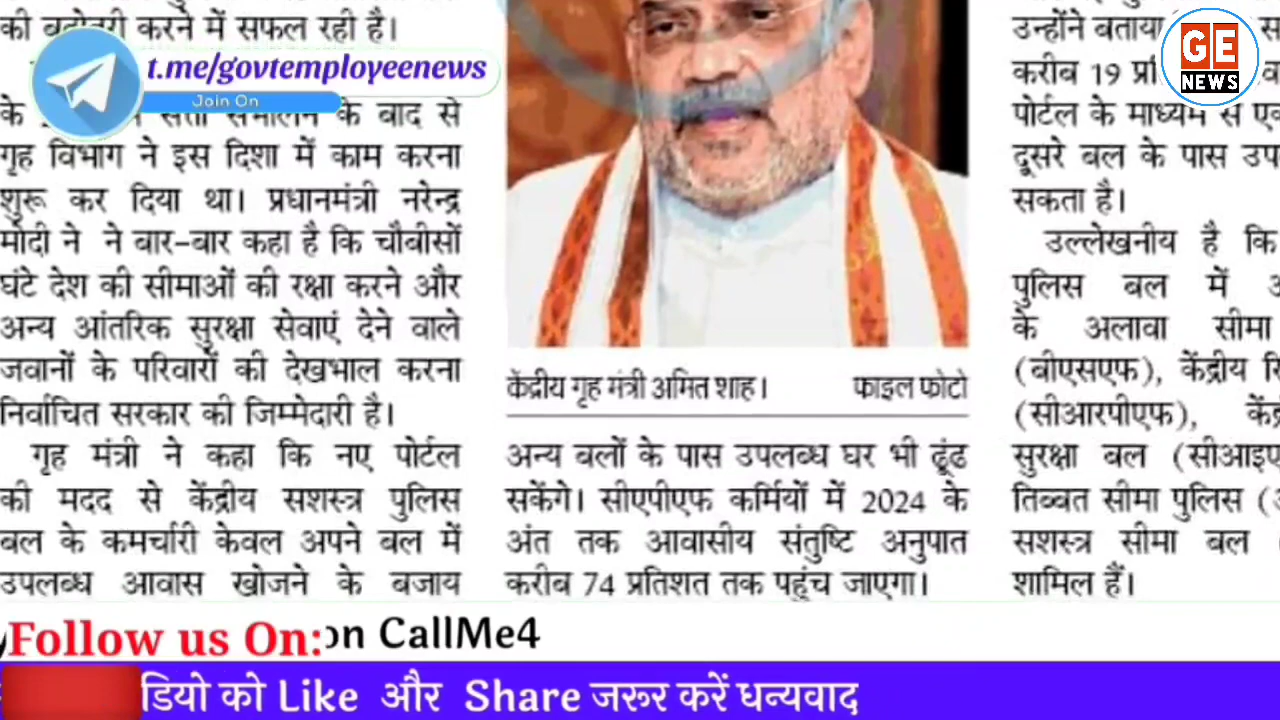 की बढ़ोतरी करने में सफल रही है।
t.me/govtemployeenews
Join On
के सत्ता संभालने के बाद से
गृह विभाग ने इस दिशा में काम करना
शुरू कर दिया था। प्रधानमंत्री नरेन्द्र
मोदी ने ने बार-बार कहा है कि चौबीसों
घंटे देश की सीमाओं की रक्षा करने और
अन्य आंतरिक सुरक्षा सेवाएं देने वाले
जवानों के परिवारों की देखभाल करना
निर्वाचित सरकार की जिम्मेदारी है।
गृह मंत्री ने कहा कि नए पोर्टल
की मदद से केंद्रीय सशस्त्र पुलिस
बल के कमर्चारी केवल अपने बल में
उपलब्ध आवास खोजने के बजाय
केंद्रीय गृह मंत्री अमित शाह। फाइल फोटो
अन्य बलों के पास उपलब्ध घर भी ढूंढ
सकेंगे। सीएपीएफ कर्मियों में 2024 के
अंत तक आवासीय संतुष्टि अनुपात
करीब 74 प्रतिशत तक पहुंच जाएगा।
उन्होंने बताया
करीब 19
पोर्टल के माध्यम से
दूसरे बल के पास
सकता है।
उल्लेखनीय है कि
पुलिस बल में
के अलावा सीमा
(बीएसएफ), केंद्रीय
(सीआरपीएफ),
सुरक्षा बल
तिब्बत सीमा पुलिस
सशस्त्र सीमा बल
शामिल हैं।
GE
NEWS
Follow us On: on CallMe4
डियो को Like और Share जरूर करें धन्यवाद